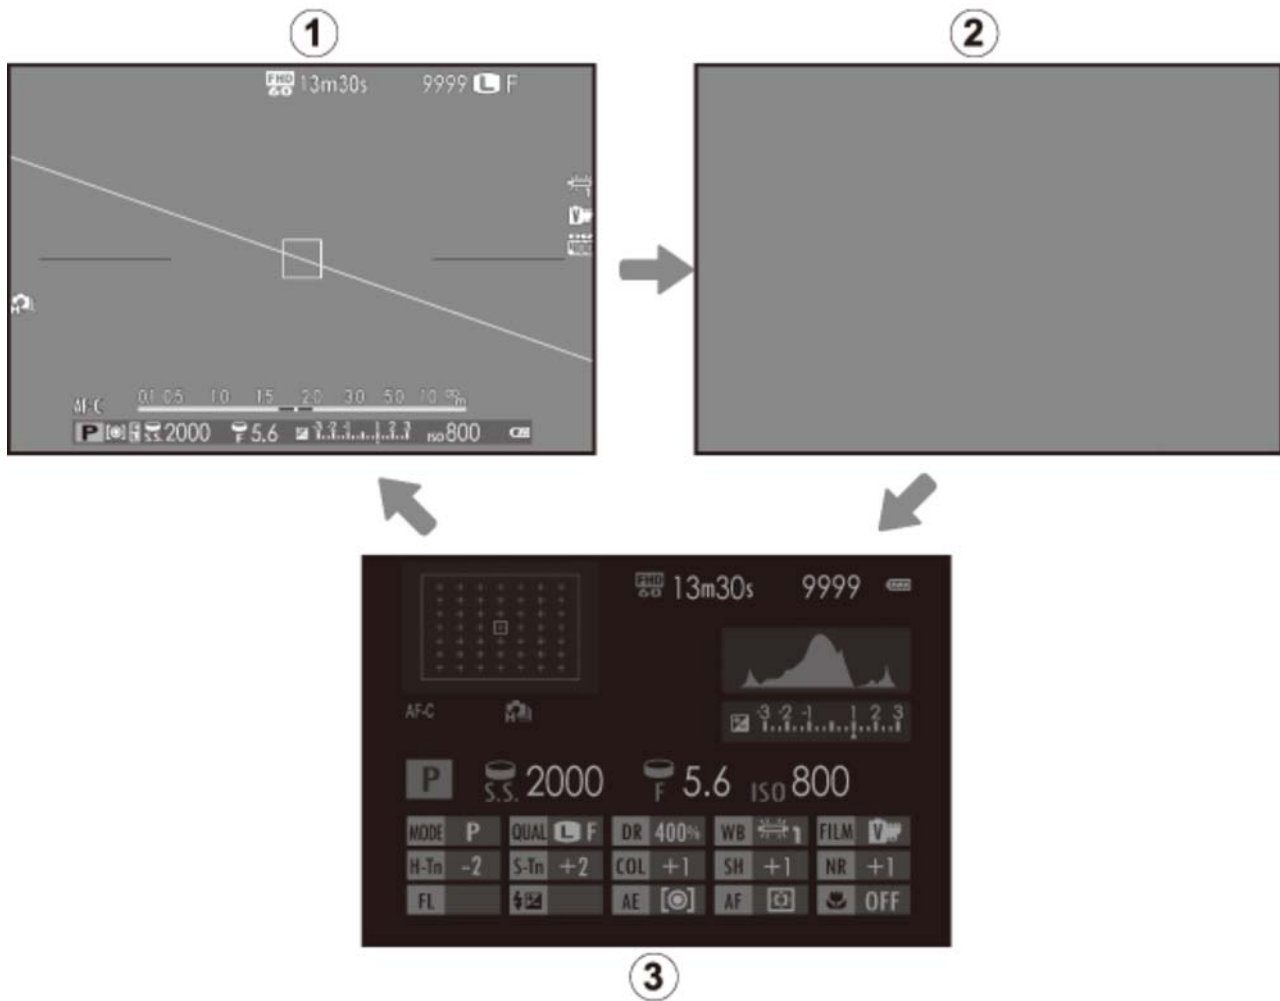 1
2
FHD 60 13m30s 9999 L F
AF-C 0.1 0.5 1.0 1.5 2.0 3.0 5.0 10 ∞ m
P S.S. 2000 F 5.6 -3 -2 -1 1 2 3 ISO 800
FHD 60 13m30s 9999
AF-C M
-3 -2 -1 1 2 3
P S.S. 2000 F 5.6 ISO 800
MODE P QUAL L F DR 400% WB 1 FILM V
H-Tn -2 S-Tn +2 COL +1 SH +1 NR +1
FL AE AF OFF
3